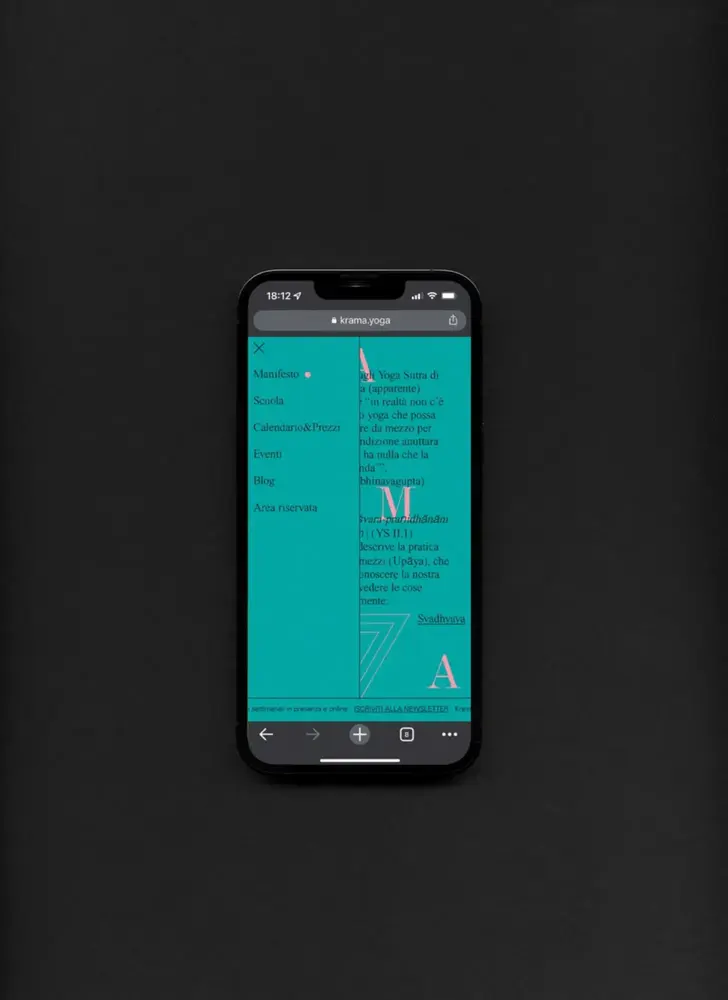 18:12
krama.yoga
Manifesto
Scuola
Calendario&Prezzi
Eventi
Blog
Area riservata
A
gli Yoga Sutra di
a (apparente)
"in realtà non c'è
yoga che possa
re da mezzo per
ndizione anuttara
ha nulla che la
nda'".
bhinavagupta)
M
īśvara-praṇidhānāni
(YS II.1)
descrive la pratica
mezzi (Upāya), che
onoscere la nostra
vedere le cose
mente.
Svadhyaya
A
settimanali in presenza e online ISCRIVITI ALLA NEWSLETTER
8